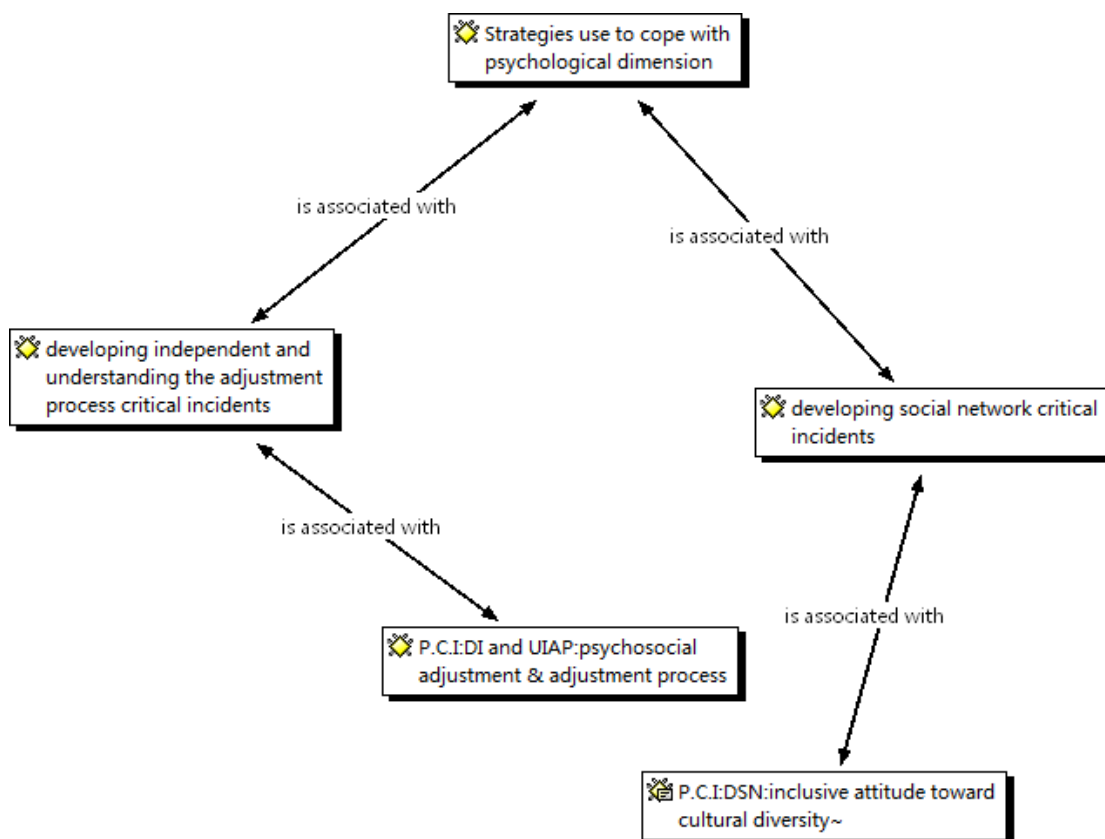 Strategies use to cope with
psychological dimension
is associated with
is associated with
developing independent and
understanding the adjustment
process critical incidents
developing social network critical
incidents
is associated with
is associated with
P.C.I:DI and UIAP:psychosocial
adjustment & adjustment process
P.C.I:DSN:inclusive attitude toward
cultural diversity~